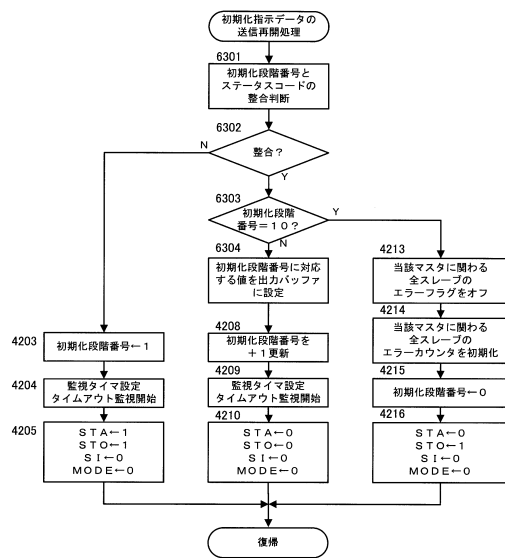 初期化指示データの
送信再開処理
6301
初期化段階番号と
ステータスコードの
整合判断
6302
N
整合？
Y
6303
初期化段階
番号＝１０？
Y
N
6304
初期化段階番号に対応
する値を出力バッファ
に設定
4213
当該マスタに関わる
全スレーブの
エラーフラグをオフ
4214
当該マスタに関わる
全スレーブの
エラーカウンタを初期化
4203
初期化段階番号←１
4208
初期化段階番号を
＋１更新
4215
初期化段階番号←０
4204
監視タイマ設定
タイムアウト監視開始
4209
監視タイマ設定
タイムアウト監視開始
4205
ＳＴＡ←１
ＳＴＯ←１
ＳＩ←０
ＭＯＤＥ←０
4210
ＳＴＡ←０
ＳＴＯ←０
ＳＩ←０
ＭＯＤＥ←０
4216
ＳＴＡ←０
ＳＴＯ←１
ＳＩ←０
ＭＯＤＥ←０
復帰